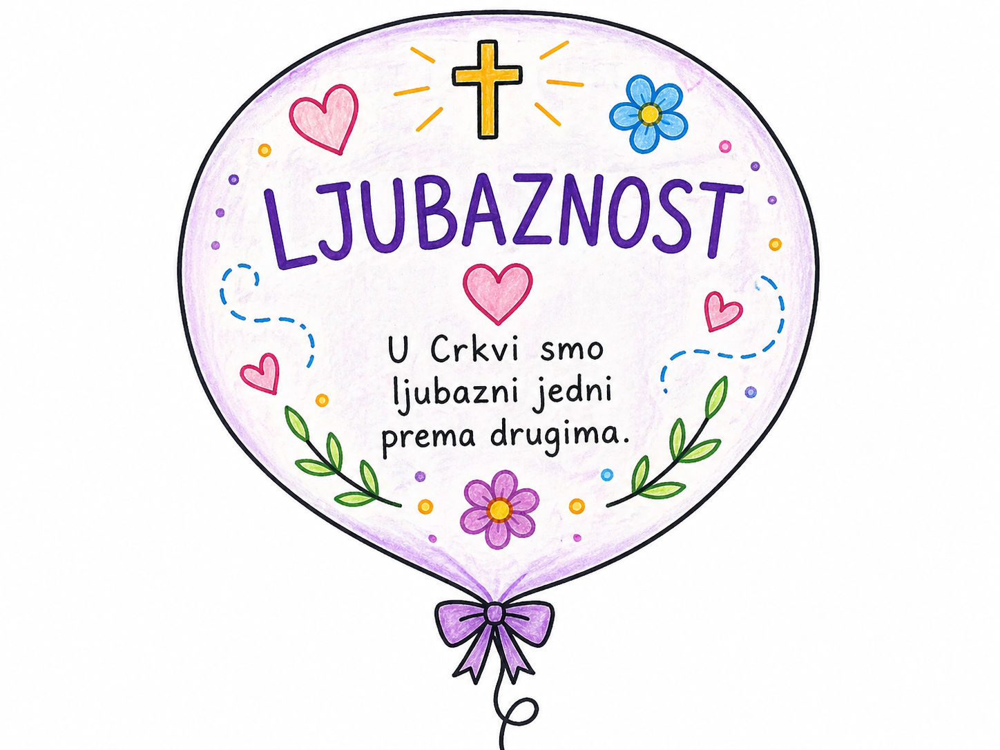 LJUBAZNOST
U Crkvi smo
ljubazni jedni
prema drugima.